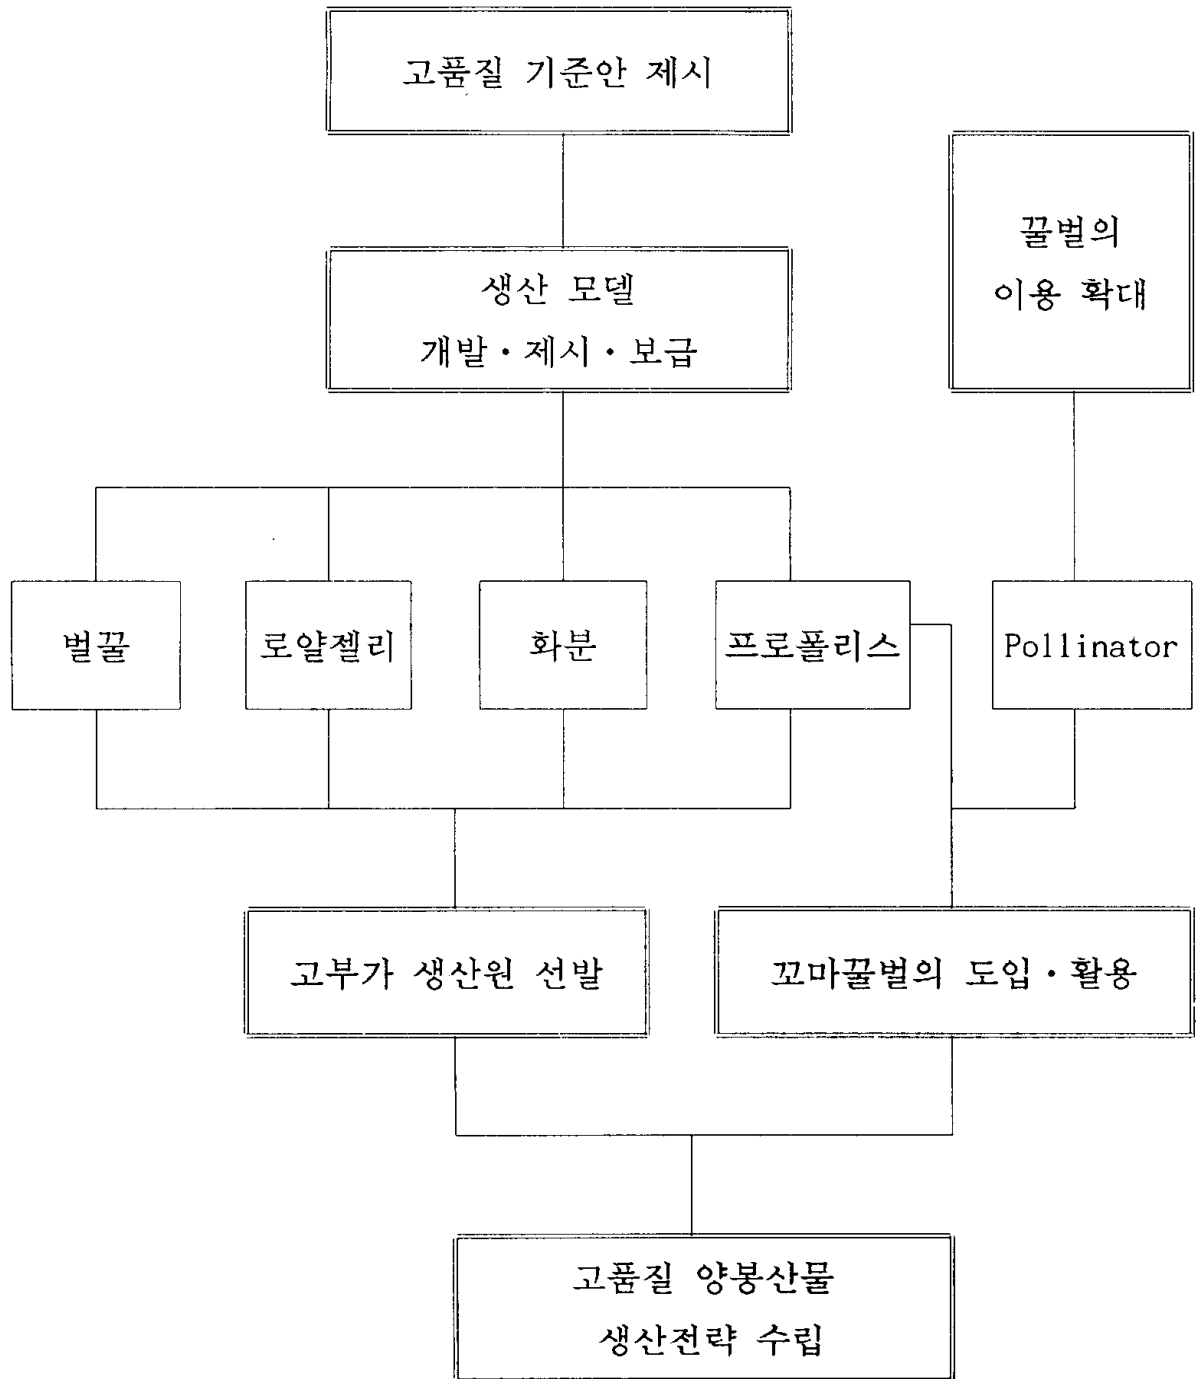 고품질 기준안 제시
꿀벌의
이용 확대
생산 모델
개발・제시・보급
벌꿀
로얄젤리
화분
프로폴리스
Pollinator
고부가 생산원 선발
꼬마꿀벌의 도입・활용
고품질 양봉산물
생산전략 수립